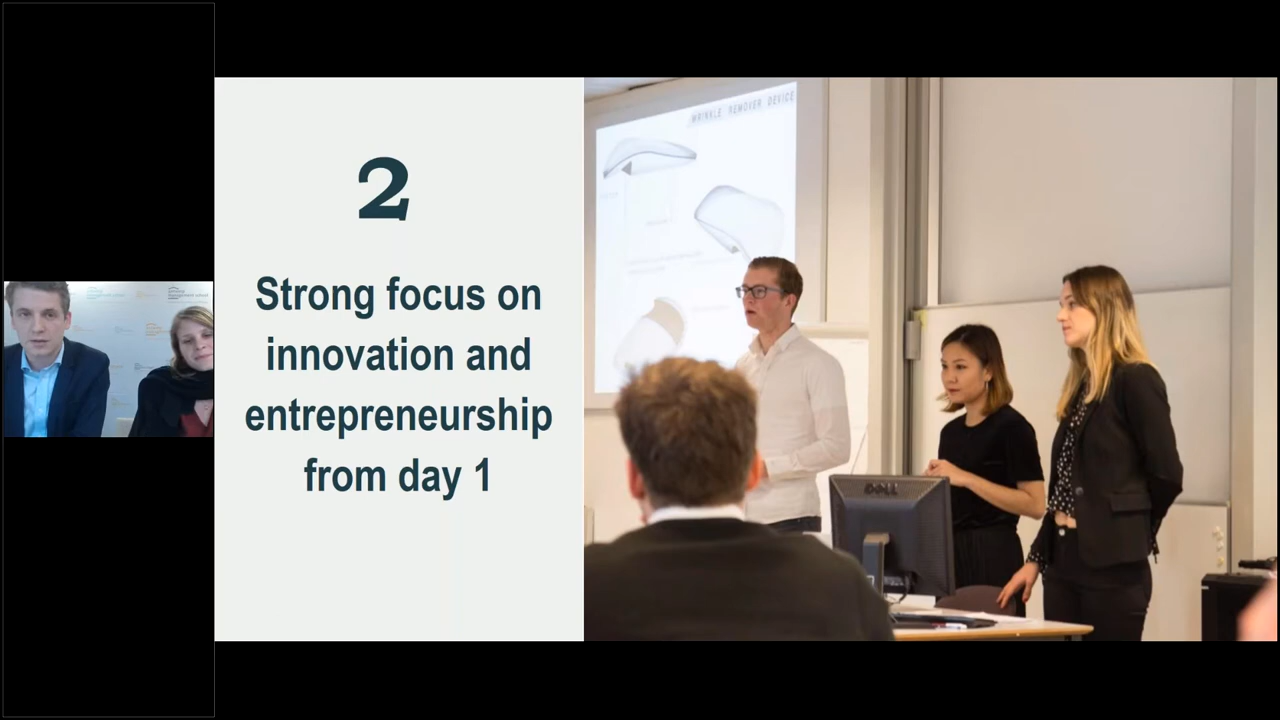 2
Strong focus on
innovation and
entrepreneurship
from day 1
WRINKLE REMOVER DEVICE
DELL